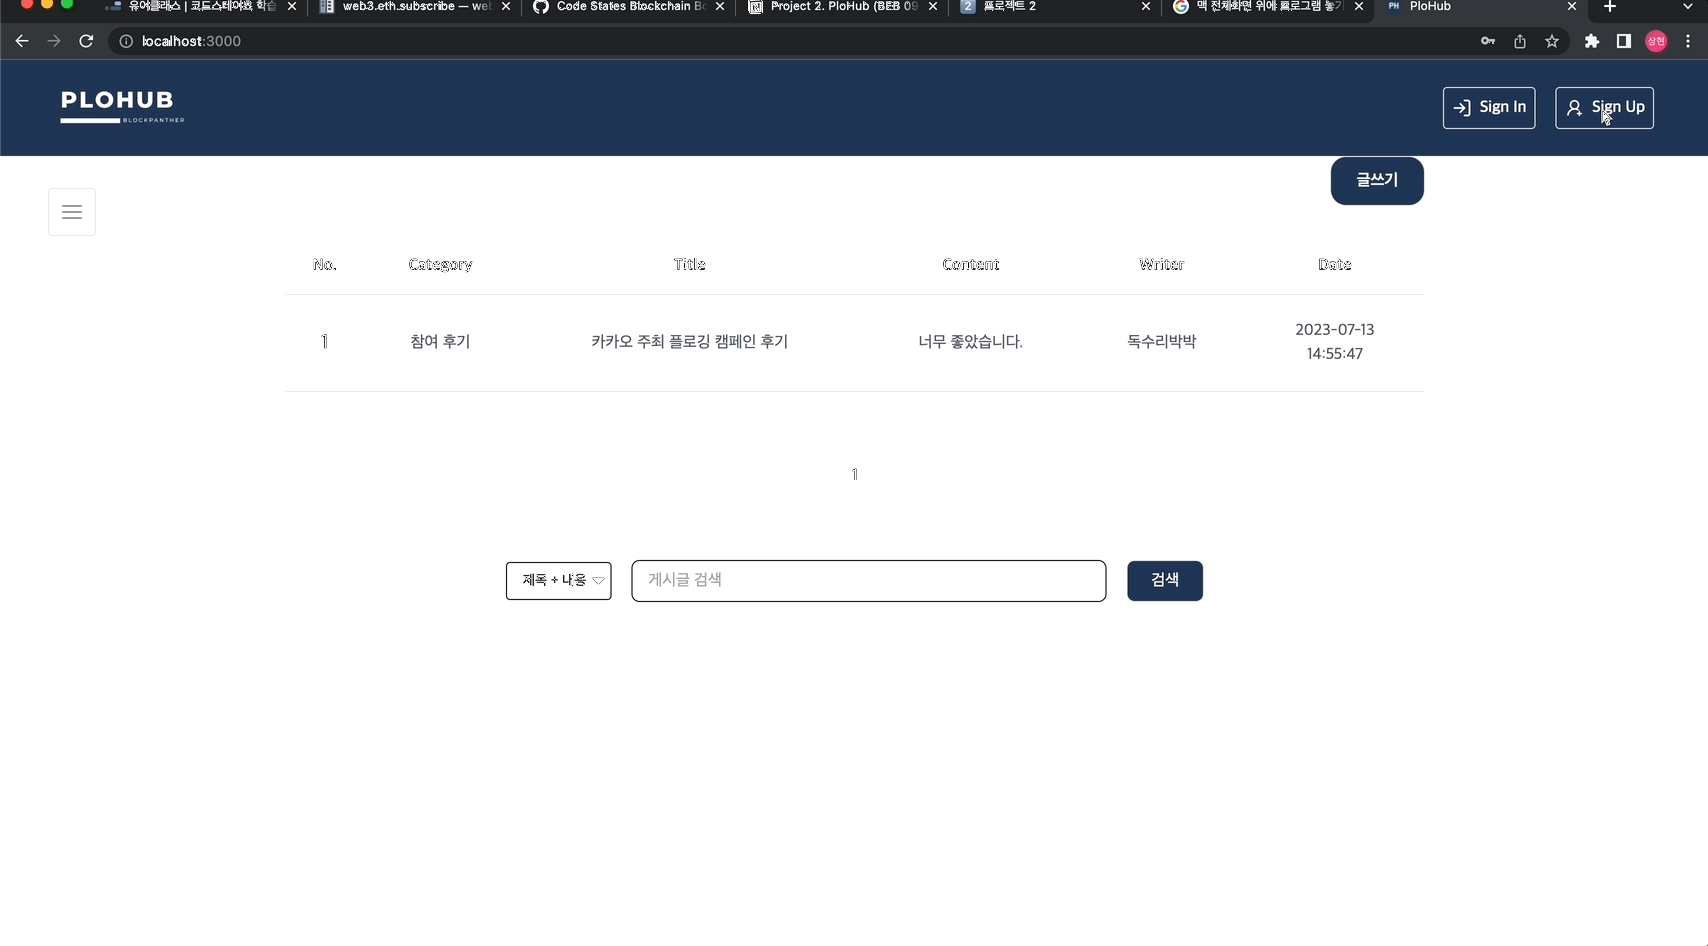 유어클래스 | 코드스테이츠 학습
web3.eth.subscribe — we
Code States Blockchain Bo
Project 2. PloHub (BEB 09
프로젝트 2
맥 전체화면 위에 프로그램 놓기
PH PloHub
localhost:3000
상현
PLOHUB
BLOCKPANTHER
Sign In
Sign Up
글쓰기
No. Category Title Content Writer Date
1 참여 후기 카카오 주최 플로깅 캠페인 후기 너무 좋았습니다. 독수리박박 2023-07-13
14:55:47
1
제목 + 내용
게시글 검색
검색